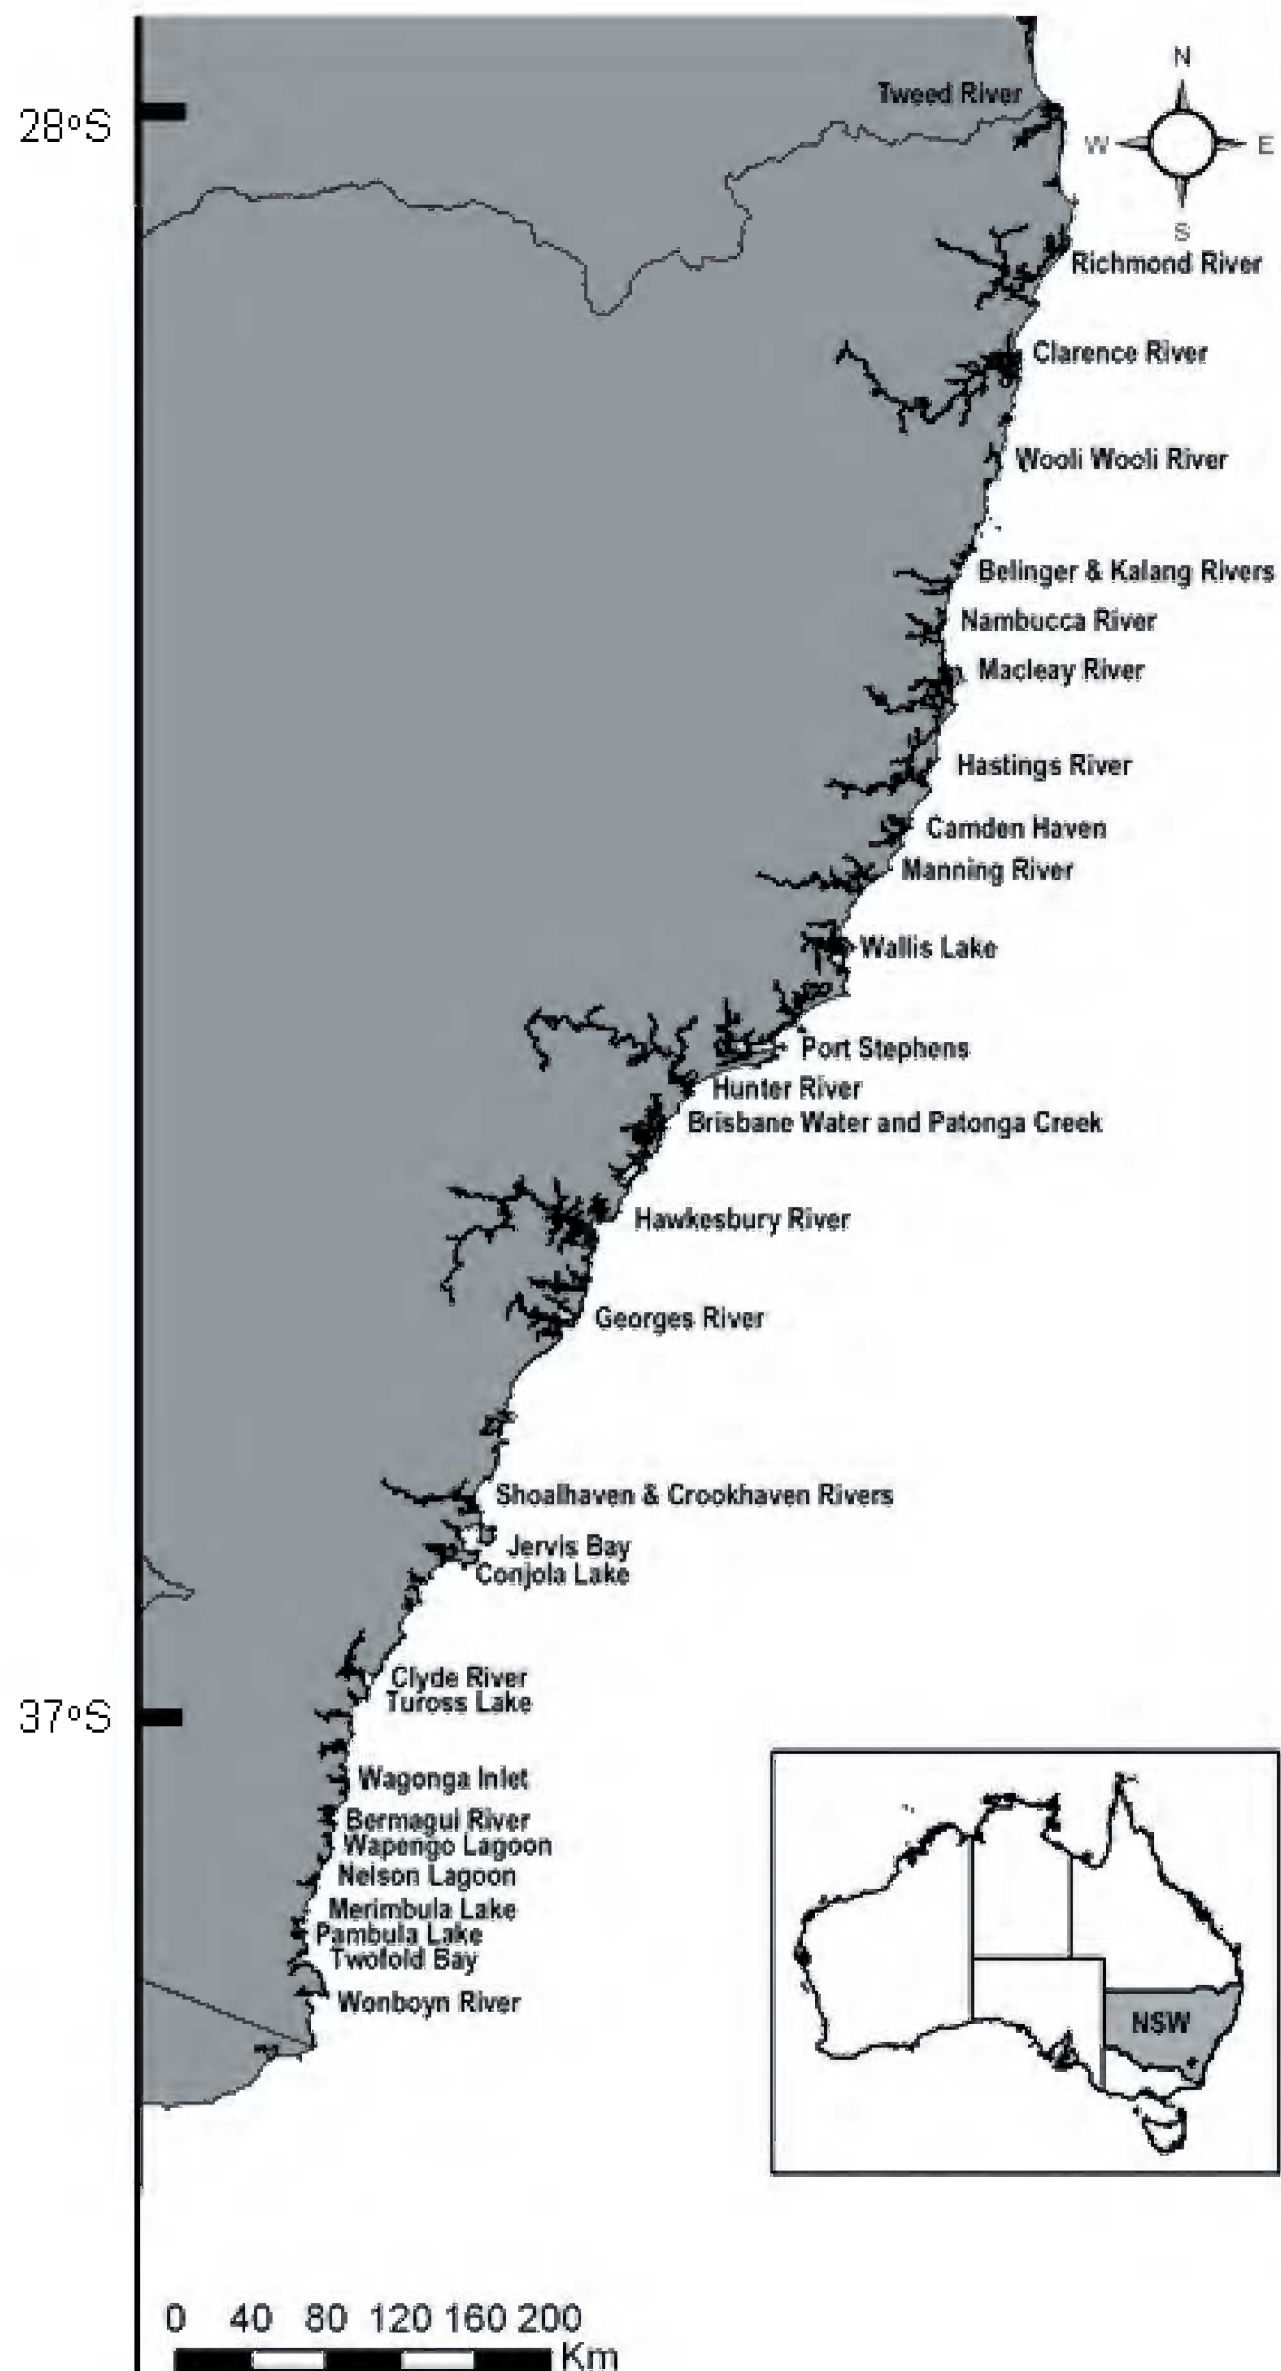 N
Tweed River
28°S
W
E
S
Richmond River
Clarence River
Wooli Wooli River
Belinger & Kalang Rivers
Nambucca River
Macleay River
Hastings River
Camden Haven
Manning River
Wallis Lake
Port Stephens
Hunter River
Brisbane Water and Patonga Creek
Hawkesbury River
Georges River
Shoalhaven & Crookhaven Rivers
Jervis Bay
Conjola Lake
Clyde River
Tuross Lake
37°S
Wagonga Inlet
Bermagui River
Wapengo Lagoon
Nelson Lagoon
Merimbula Lake
Pambula Lake
Twofold Bay
Wonboyn River
NSW
0 40 80 120 160 200
Km